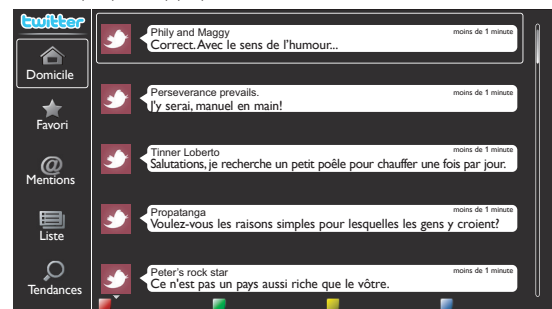 twitter
Domicile
Favori
@
Mentions
Liste
Tendances
Phily and Maggy
moins de 1 minute
Correct. Avec le sens de l'humour...
Perseverance prevails.
moins de 1 minute
J'y serai, manuel en main!
Tinner Loberto
moins de 1 minute
Salutations, je recherche un petit poêle pour chauffer une fois par jour.
Propatanga
moins de 1 minute
Voulez-vous les raisons simples pour lesquelles les gens y croient?
Peter's rock star
moins de 1 minute
Ce n'est pas un pays aussi riche que le vôtre.